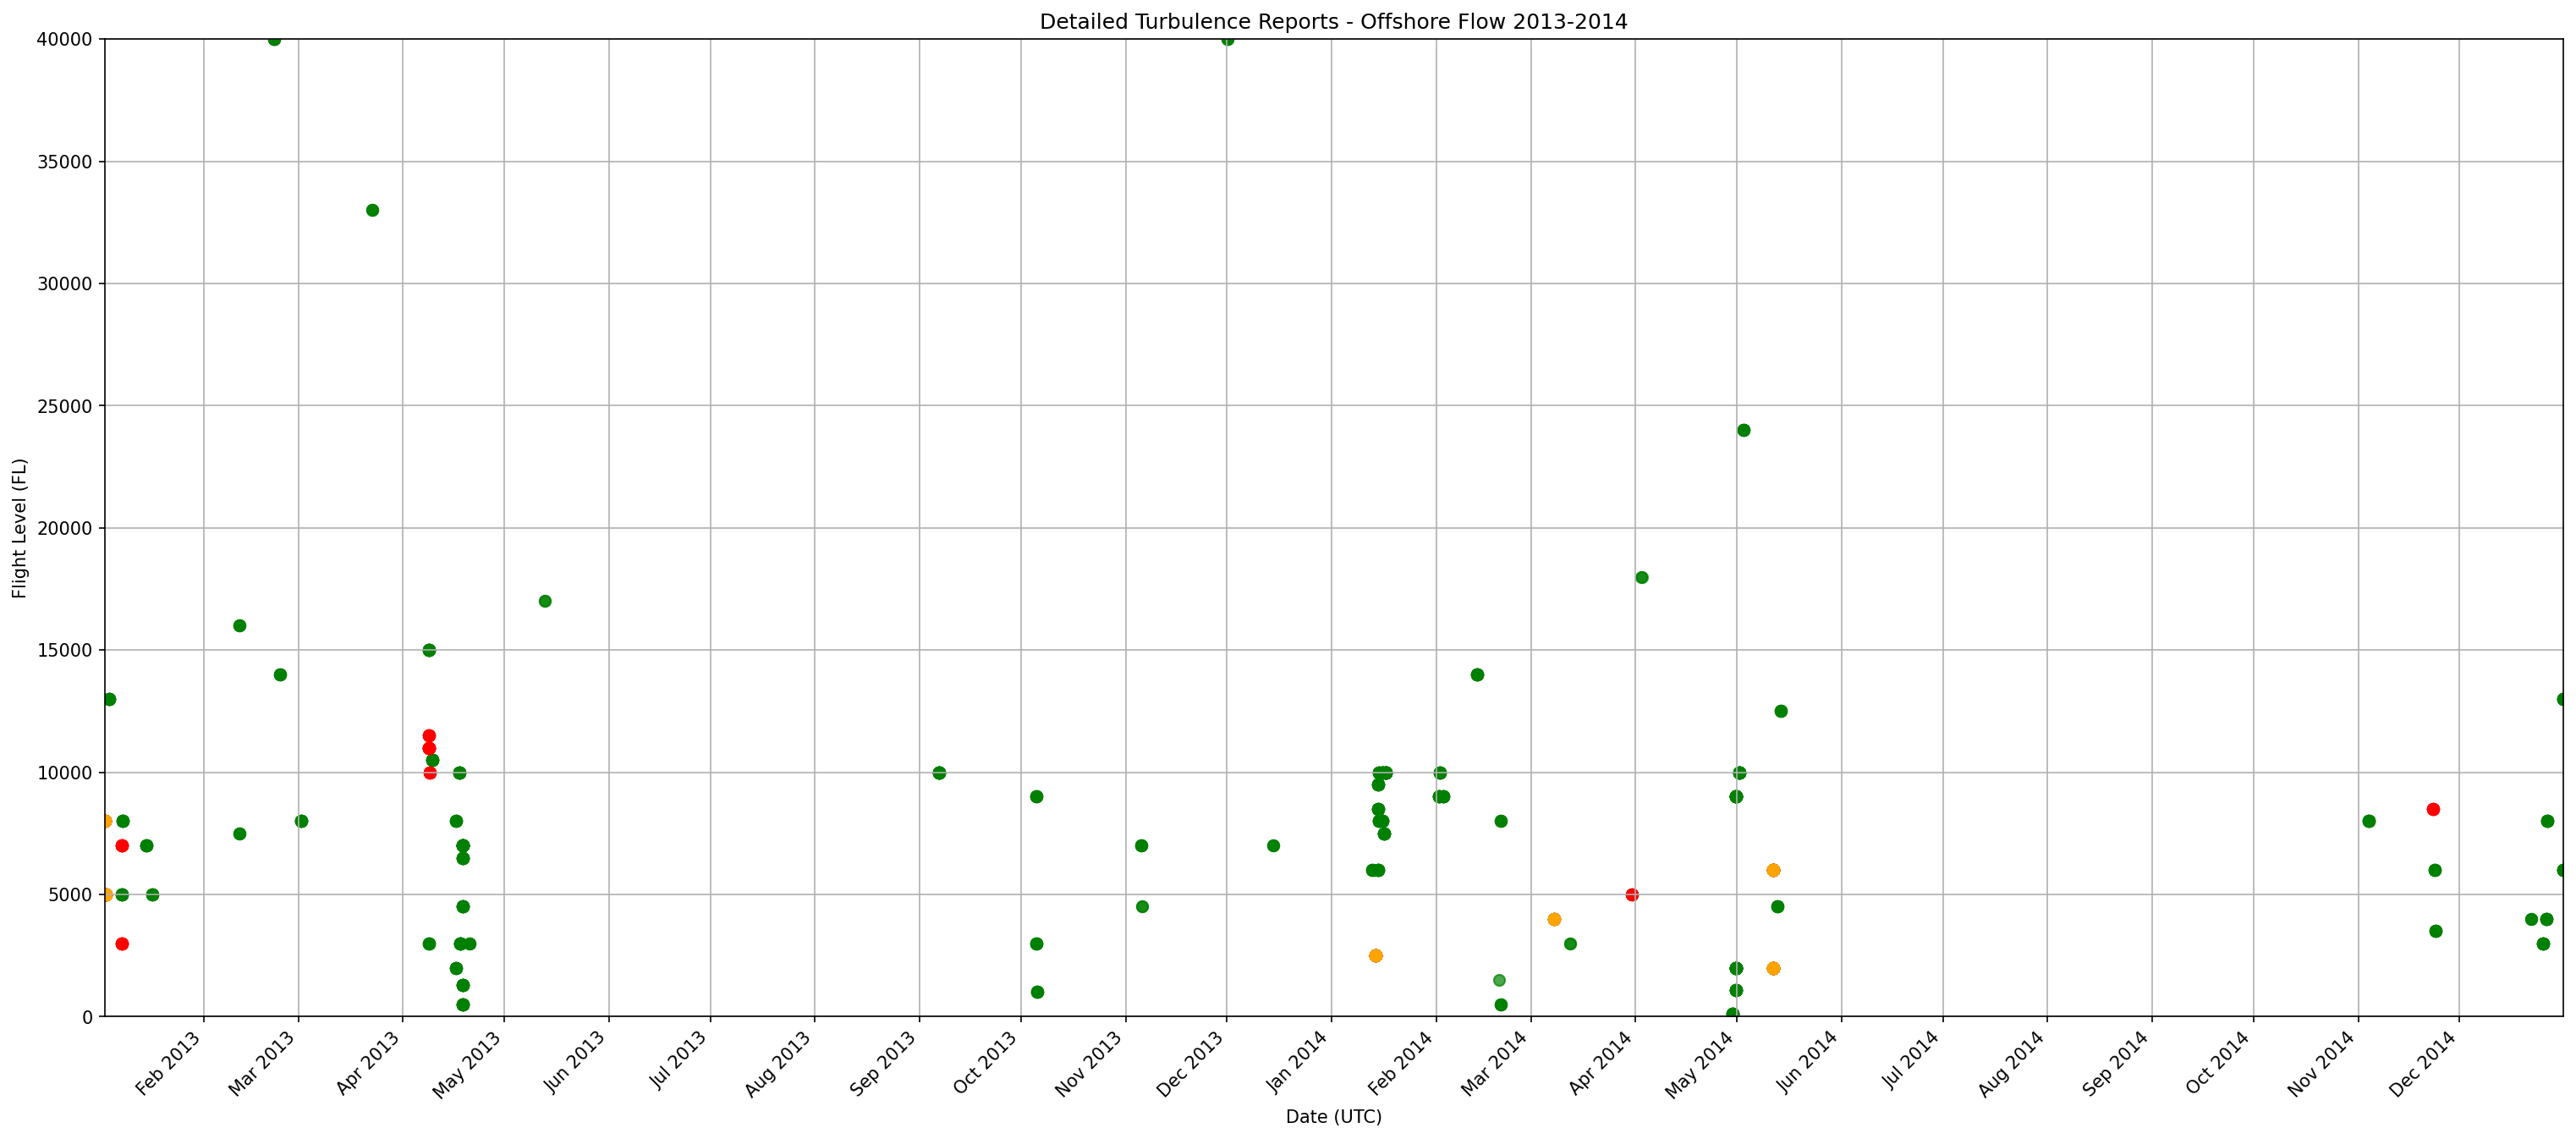 Detailed Turbulence Reports - Offshore Flow 2013-2014
40000
35000
30000
25000
20000
15000
10000
5000
0
Flight Level (FL)
Feb 2013
Mar 2013
Apr 2013
May 2013
Jun 2013
Jul 2013
Aug 2013
Sep 2013
Oct 2013
Nov 2013
Dec 2013
Jan 2014
Feb 2014
Mar 2014
Apr 2014
May 2014
Jun 2014
Jul 2014
Aug 2014
Sep 2014
Oct 2014
Nov 2014
Dec 2014
Date (UTC)